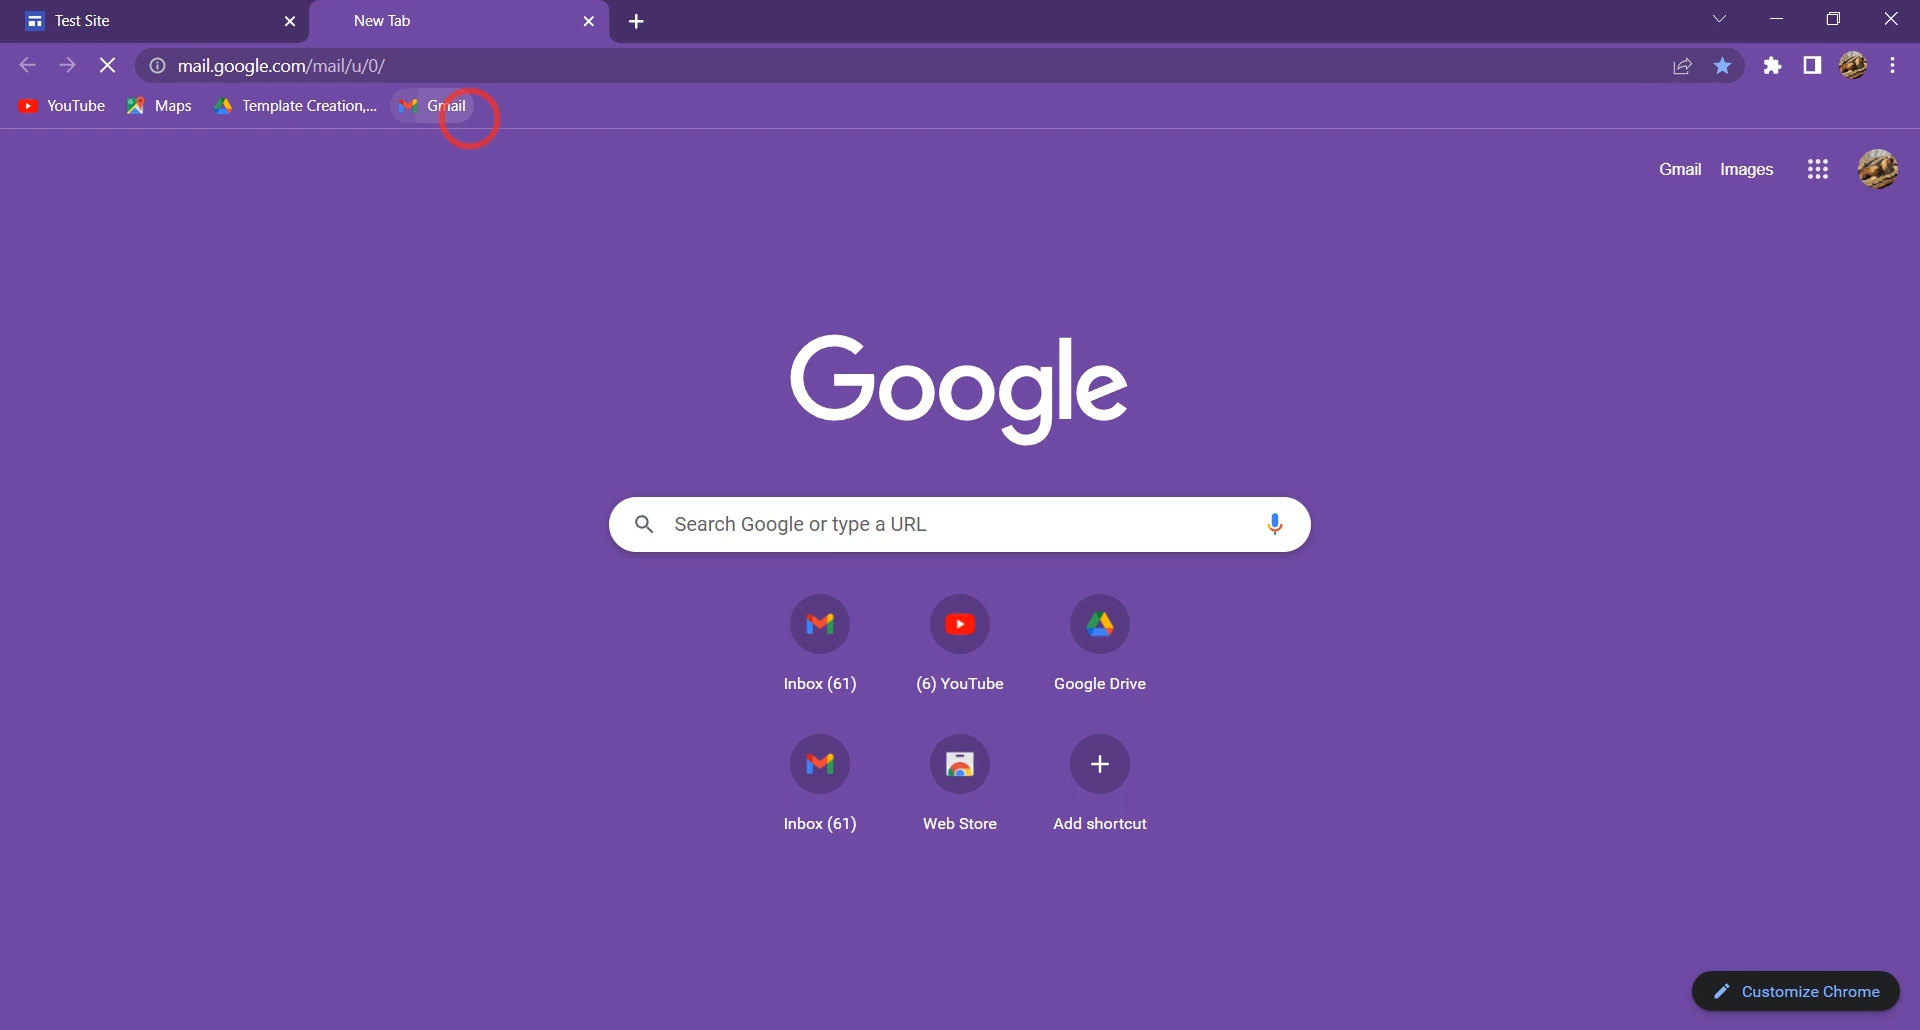 Test Site
New Tab
mail.google.com/mail/u/0/
YouTube
Maps
Template Creation,...
Gmail
Gmail
Images
Google
Search Google or type a URL
Inbox (61)
(6) YouTube
Google Drive
Inbox (61)
Web Store
Add shortcut
Customize Chrome